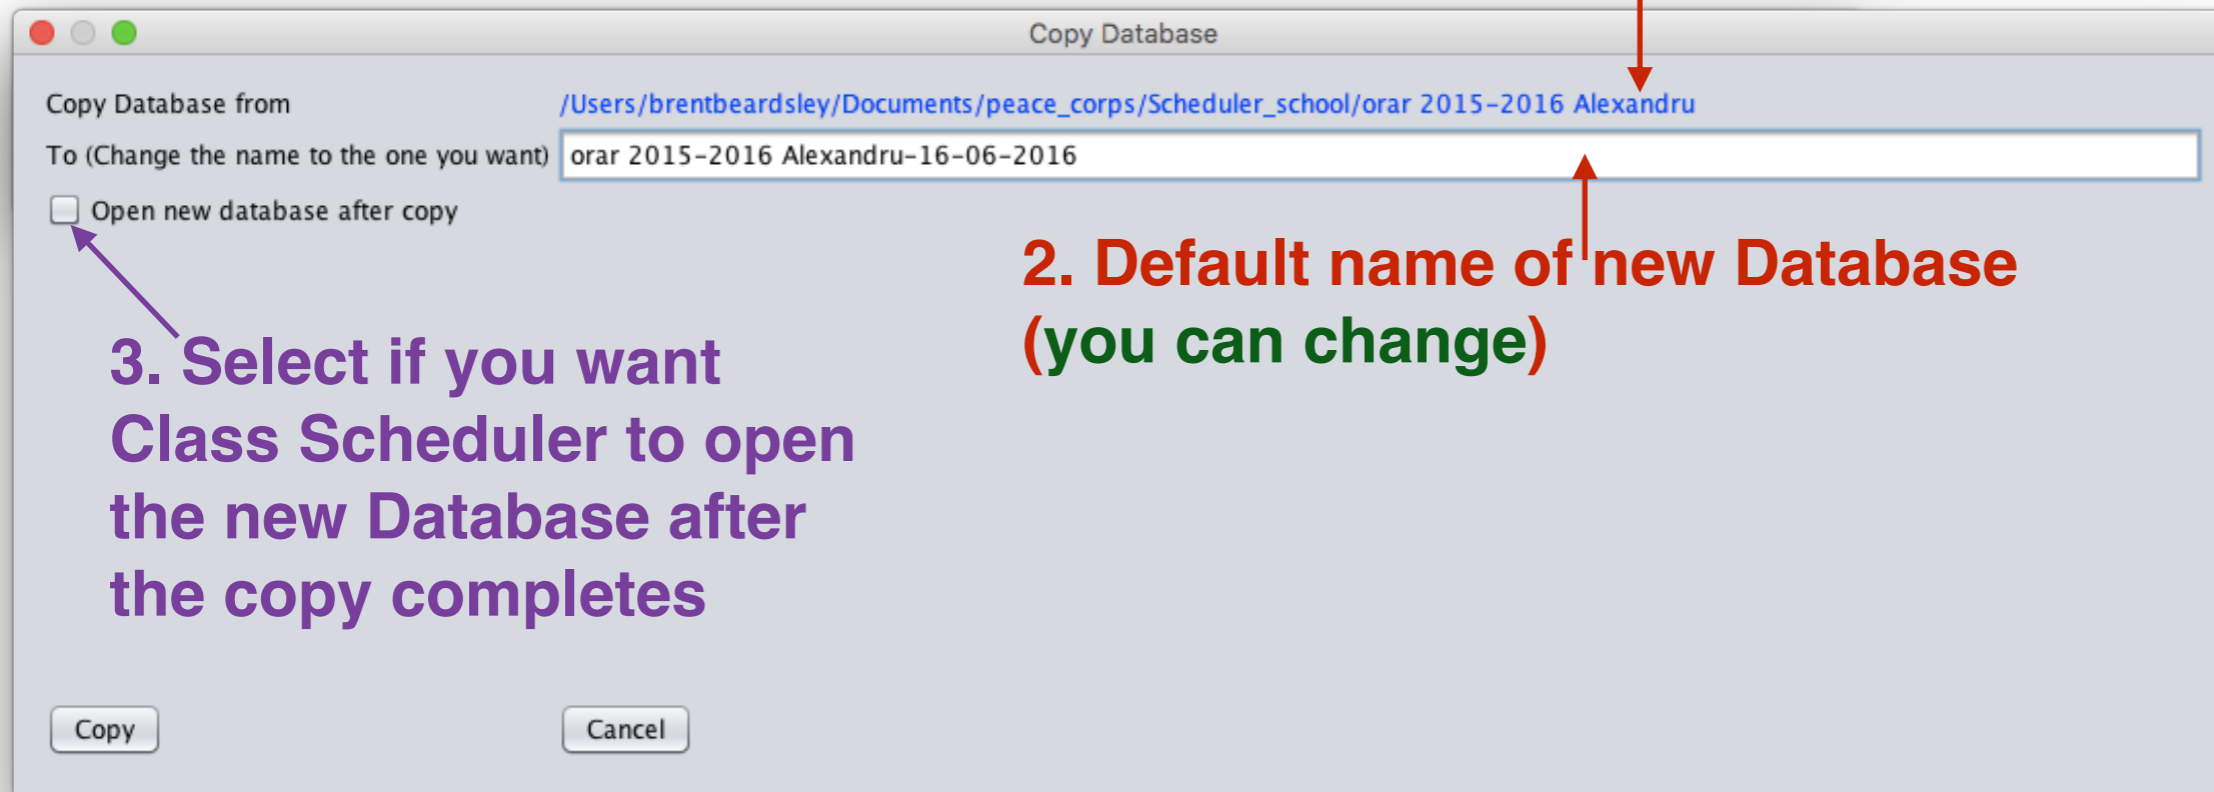 Copy Database
Copy Database from
/Users/brentbeardsley/Documents/peace_corps/Scheduler_school/orar 2015-2016 Alexandru
To (Change the name to the one you want)
orar 2015-2016 Alexandru-16-06-2016
Open new database after copy
2. Default name of new Database
(you can change)
3. Select if you want
Class Scheduler to open
the new Database after
the copy completes
Copy
Cancel